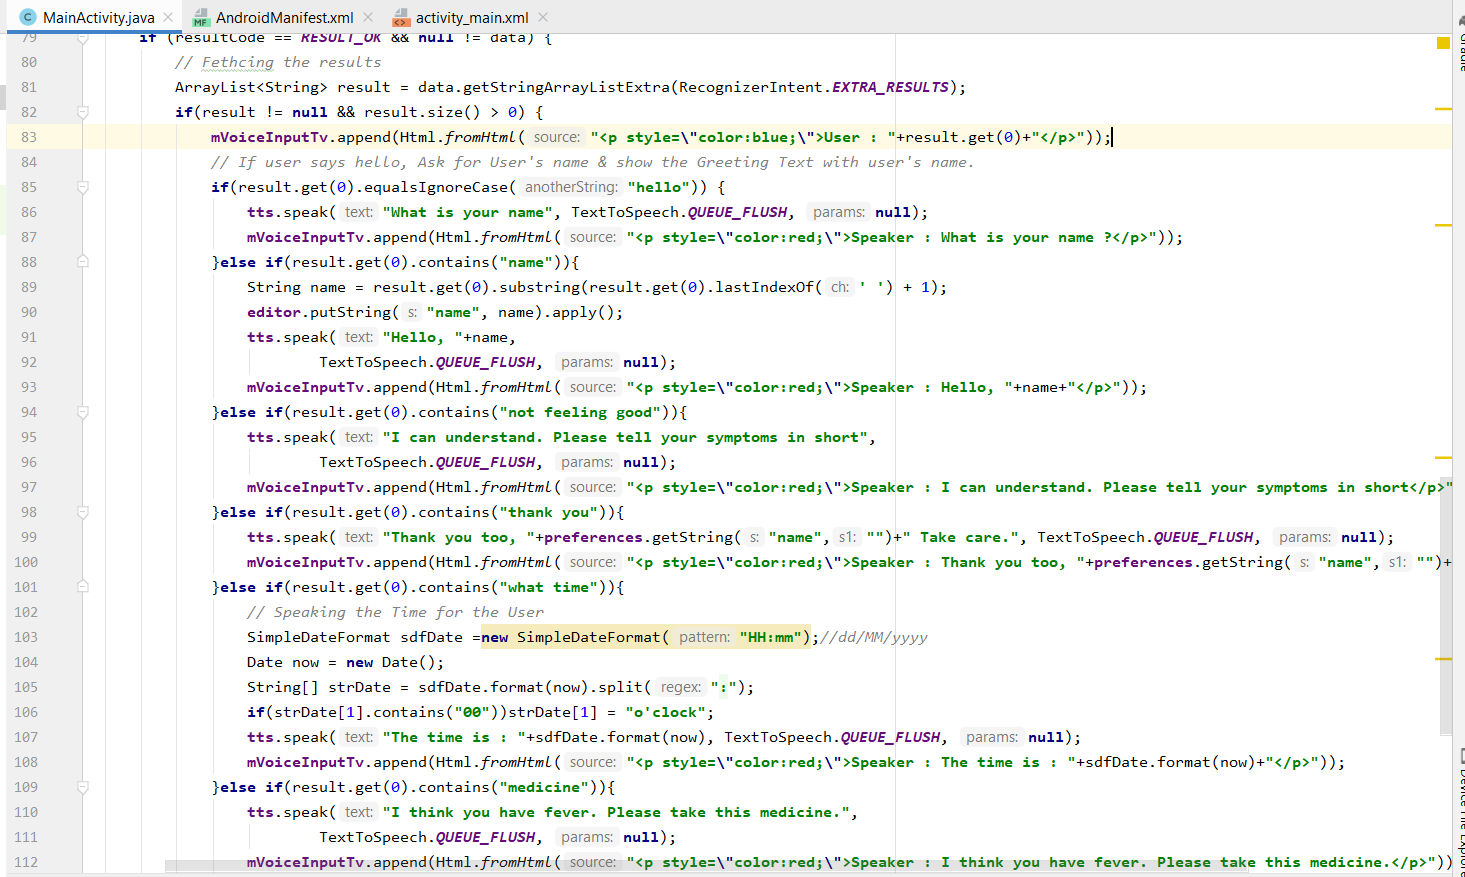 MainActivity.java
AndroidManifest.xml
activity_main.xml
79 if (resultCode == RESULT_OK && null != data) {
80 // Fethcing the results
81 ArrayList<String> result = data.getStringArrayListExtra(RecognizerIntent.EXTRA_RESULTS);
82 if(result != null && result.size() > 0) {
83 mVoiceInputTv.append(Html.fromHtml( source: "<p style=\"color:blue;\">User : "+result.get(0)+"</p>"));
84 // If user says hello, Ask for User's name & show the Greeting Text with user's name.
85 if(result.get(0).equalsIgnoreCase( anotherString: "hello")) {
86 tts.speak( text: "What is your name", TextToSpeech.QUEUE_FLUSH, params: null);
87 mVoiceInputTv.append(Html.fromHtml( source: "<p style=\"color:red;\">Speaker : What is your name ?</p>"));
88 }else if(result.get(0).contains("name")){
89 String name = result.get(0).substring(result.get(0).lastIndexOf( ch: ' ') + 1);
90 editor.putString( s: "name", name).apply();
91 tts.speak( text: "Hello, "+name,
92 TextToSpeech.QUEUE_FLUSH, params: null);
93 mVoiceInputTv.append(Html.fromHtml( source: "<p style=\"color:red;\">Speaker : Hello, "+name+"</p>"));
94 }else if(result.get(0).contains("not feeling good")){
95 tts.speak( text: "I can understand. Please tell your symptoms in short",
96 TextToSpeech.QUEUE_FLUSH, params: null);
97 mVoiceInputTv.append(Html.fromHtml( source: "<p style=\"color:red;\">Speaker : I can understand. Please tell your symptoms in short</p>"
98 }else if(result.get(0).contains("thank you")){
99 tts.speak( text: "Thank you too, "+preferences.getString( s: "name", s1: "")+" Take care.", TextToSpeech.QUEUE_FLUSH, params: null);
100 mVoiceInputTv.append(Html.fromHtml( source: "<p style=\"color:red;\">Speaker : Thank you too, "+preferences.getString( s: "name", s1: "")+
101 }else if(result.get(0).contains("what time")){
102 // Speaking the Time for the User
103 SimpleDateFormat sdfDate =new SimpleDateFormat( pattern: "HH:mm");//dd/MM/yyyy
104 Date now = new Date();
105 String[] strDate = sdfDate.format(now).split( regex: ":");
106 if(strDate[1].contains("00"))strDate[1] = "o'clock";
107 tts.speak( text: "The time is : "+sdfDate.format(now), TextToSpeech.QUEUE_FLUSH, params: null);
108 mVoiceInputTv.append(Html.fromHtml( source: "<p style=\"color:red;\">Speaker : The time is : "+sdfDate.format(now)+"</p>"));
109 }else if(result.get(0).contains("medicine")){
110 tts.speak( text: "I think you have fever. Please take this medicine.",
111 TextToSpeech.QUEUE_FLUSH, params: null);
112 mVoiceInputTv.append(Html.fromHtml( source: "<p style=\"color:red;\">Speaker : I think you have fever. Please take this medicine.</p>"))